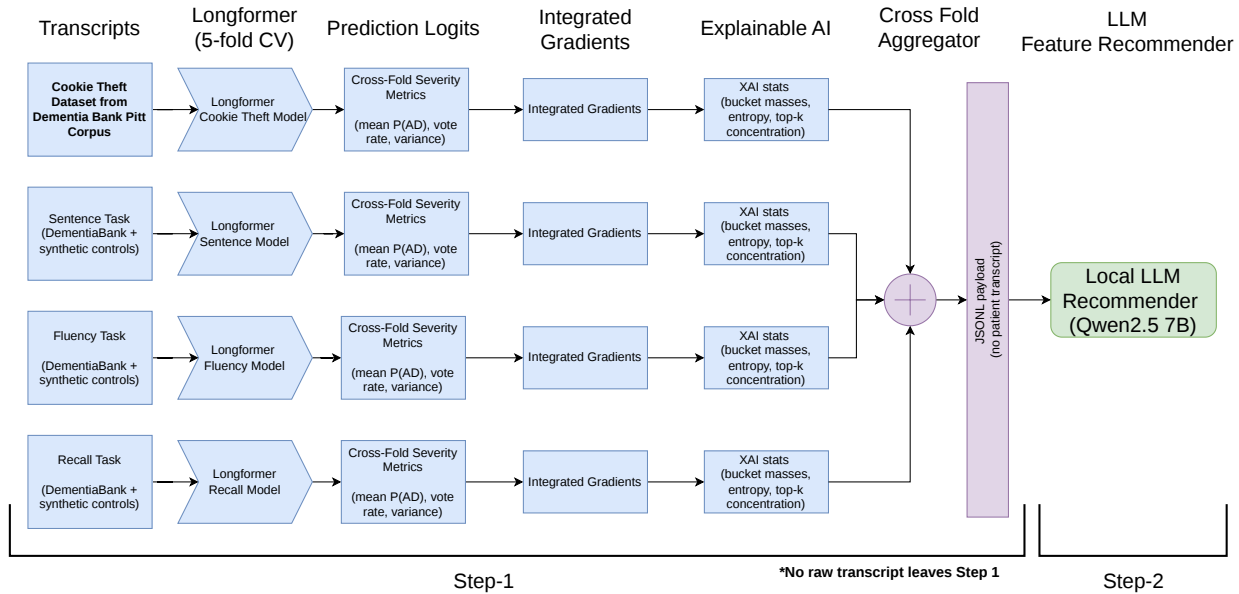 Transcripts
Longformer
(5-fold CV)
Prediction Logits
Integrated
Gradients
Explainable AI
Cross Fold
Aggregator
LLM
Feature Recommender
Cookie Theft
Dataset from
Dementia Bank Pitt
Corpus
Longformer
Cookie Theft Model
Cross-Fold Severity
Metrics
(mean P(AD), vote
rate, variance)
Integrated Gradients
XAI stats
(bucket masses,
entropy, top-k
concentration)
Sentence Task
(DementiaBank +
synthetic controls)
Longformer
Sentence Model
Cross-Fold Severity
Metrics
(mean P(AD), vote
rate, variance)
Integrated Gradients
XAI stats
(bucket masses,
entropy, top-k
concentration)
Fluency Task
(DementiaBank +
synthetic controls)
Longformer
Fluency Model
Cross-Fold Severity
Metrics
(mean P(AD), vote
rate, variance)
Integrated Gradients
XAI stats
(bucket masses,
entropy, top-k
concentration)
Recall Task
(DementiaBank +
synthetic controls)
Longformer
Recall Model
Cross-Fold Severity
Metrics
(mean P(AD), vote
rate, variance)
Integrated Gradients
XAI stats
(bucket masses,
entropy, top-k
concentration)
JSONL payload
(no patient transcript)
Local LLM
Recommender
(Qwen2.5 7B)
*No raw transcript leaves Step 1
Step-1
Step-2